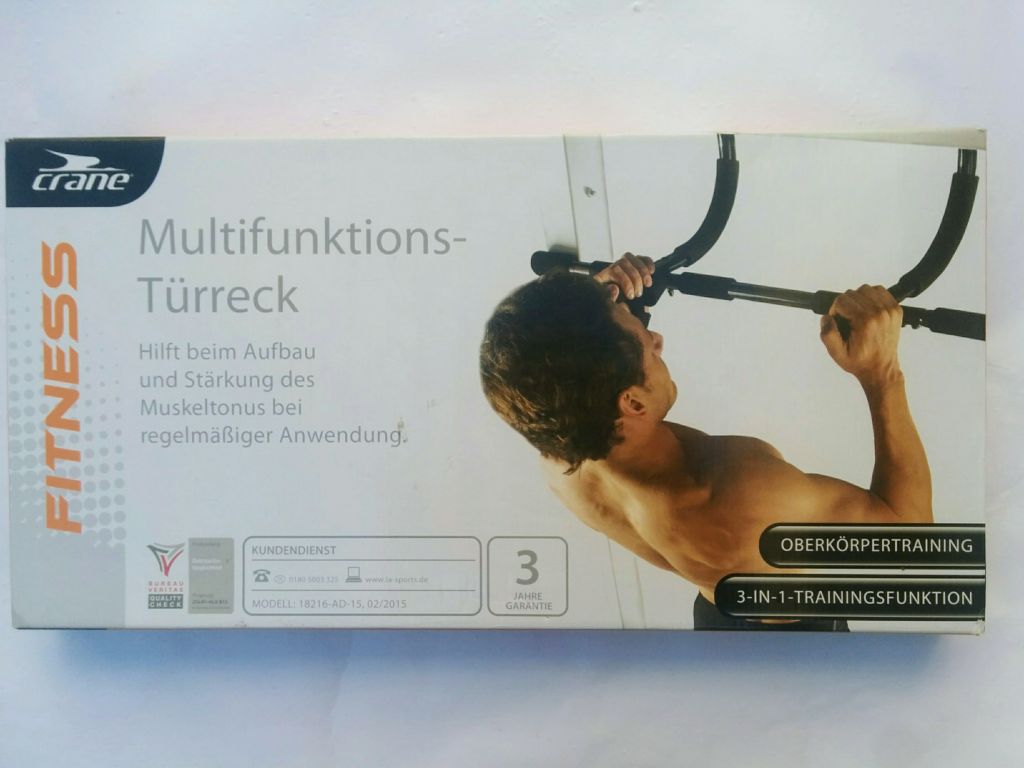 crane
FITNESS
Multifunktions-
Türreck
Hilft beim Aufbau
und Stärkung des
Muskeltonus bei
regelmäßiger Anwendung.
BUREAU
VERITAS
QUALITY
CHECK
KUNDENDIENST
0180 5003 325 www.la-sports.de
MODELL: 18216-AD-15, 02/2015
3
JAHRE
GARANTIE
OBERKÖRPERTRAINING
3-IN-1-TRAININGSFUNKTION